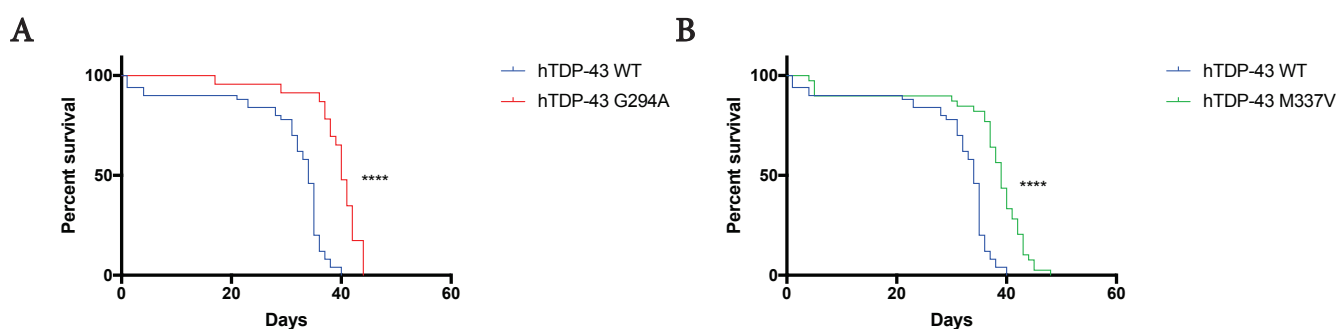 A
Percent survival
100
50
0
0 20 40 60
Days
****
hTDP-43 WT
hTDP-43 G294A
B
Percent survival
100
50
0
0 20 40 60
Days
****
hTDP-43 WT
hTDP-43 M337V